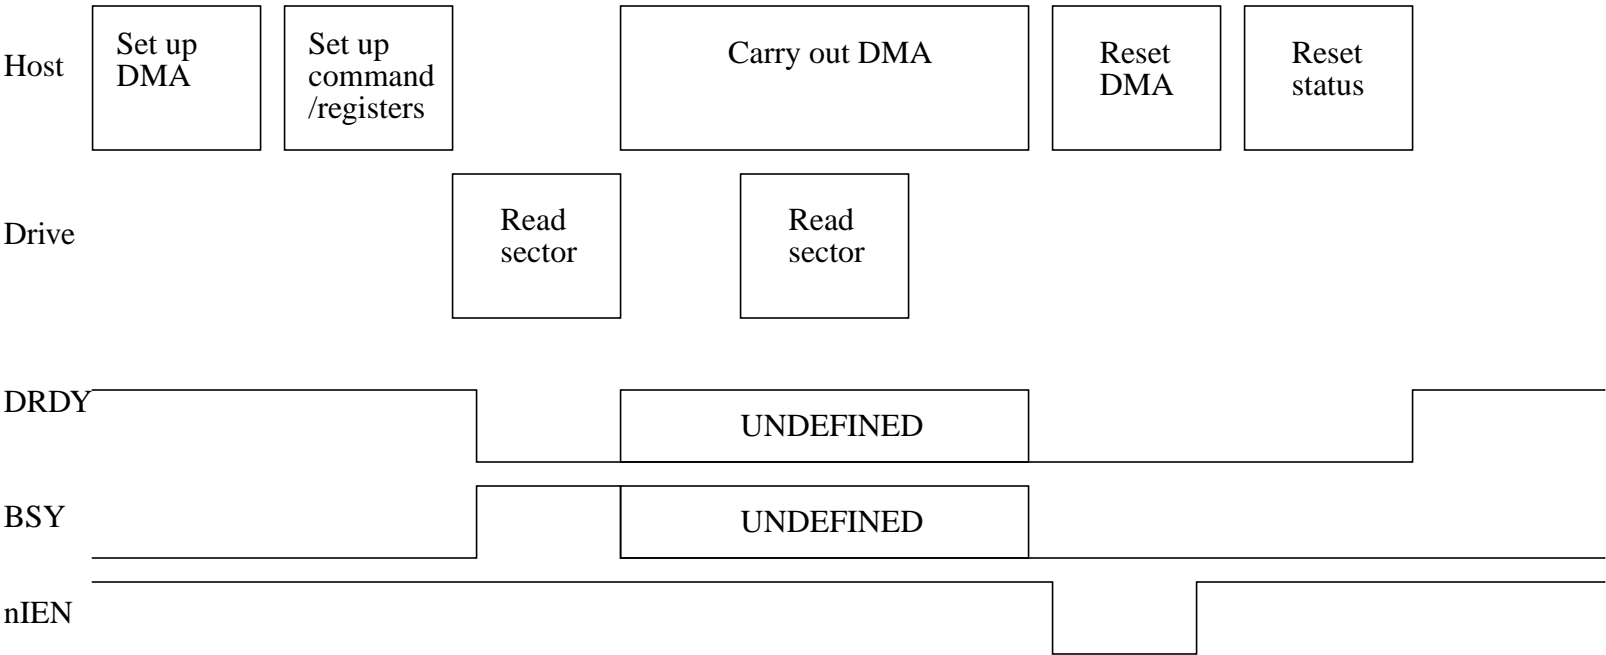 Host
Set up
DMA
Set up
command
/registers
Carry out DMA
Reset
DMA
Reset
status
Drive
Read
sector
Read
sector
DRDY
UNDEFINED
BSY
UNDEFINED
nIEN